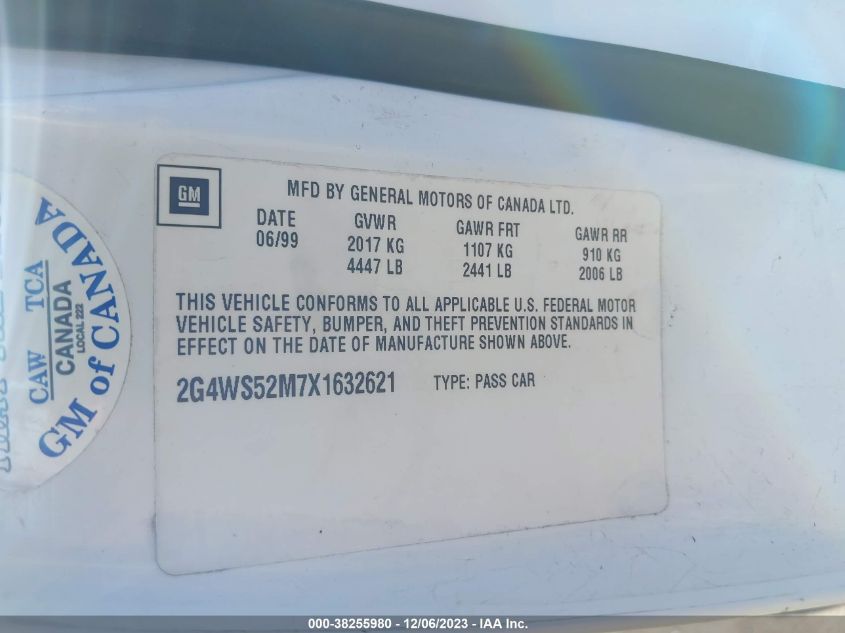 GM
MFD BY GENERAL MOTORS OF CANADA LTD.
DATE GVWR GAWR FRT GAWR RR
06/99 2017 KG 1107 KG 910 KG
4447 LB 2441 LB 2006 LB
THIS VEHICLE CONFORMS TO ALL APPLICABLE U.S. FEDERAL MOTOR
VEHICLE SAFETY, BUMPER, AND THEFT PREVENTION STANDARDS IN
EFFECT ON THE DATE OF MANUFACTURE SHOWN ABOVE.
2G4WS52M7X1632621 TYPE: PASS CAR
CAW TCA
CANADA
LOCAL 222
GM of CANADA
000-38255980 - 12/06/2023 - IAA Inc.